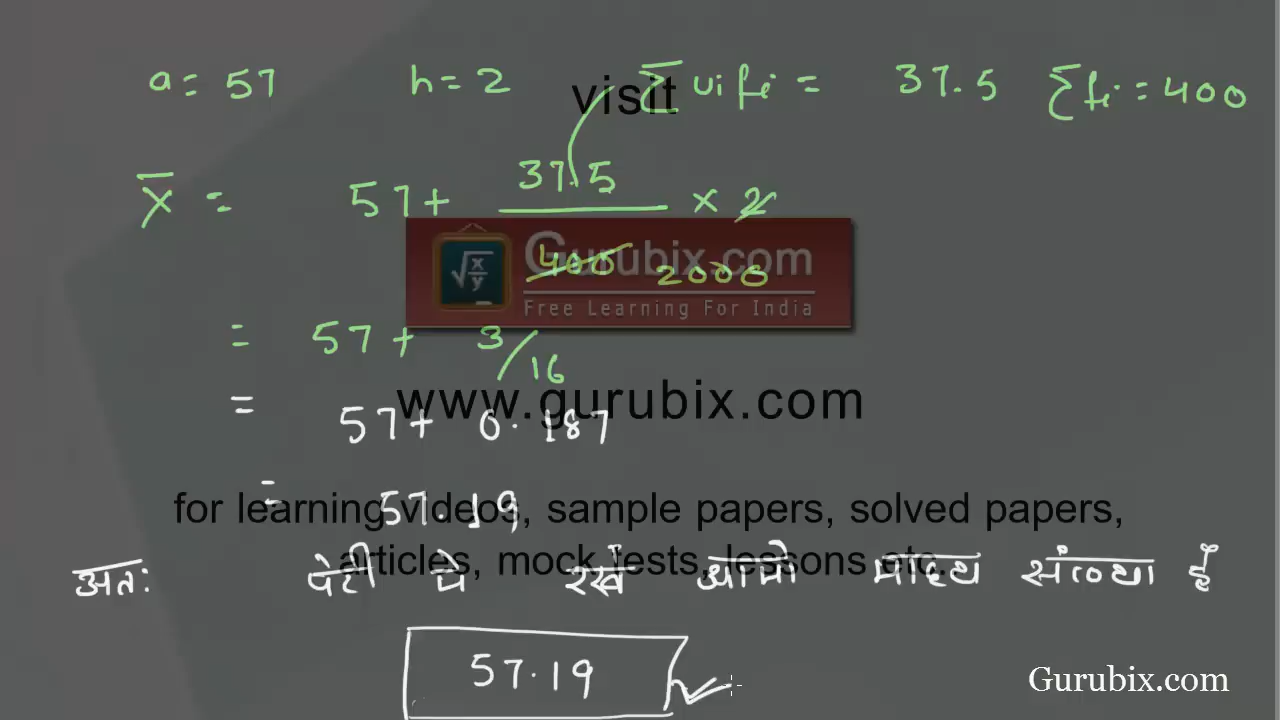 a = 57 h = 2 Σ uifi = 37.5 Σfi = 400
visit
X̄ = 57 + 37.5 × 2
400 2000
Gurubix.com
Free Learning For India
√x/y
= 57 + 3/16
www.gurubix.com
= 57 + 0.187
= 57.19
for learning videos, sample papers, solved papers,
articles, mock tests, lessons etc.
अतः पेटी मे रखे आमो माध्य संख्या है
57.19
Gurubix.com